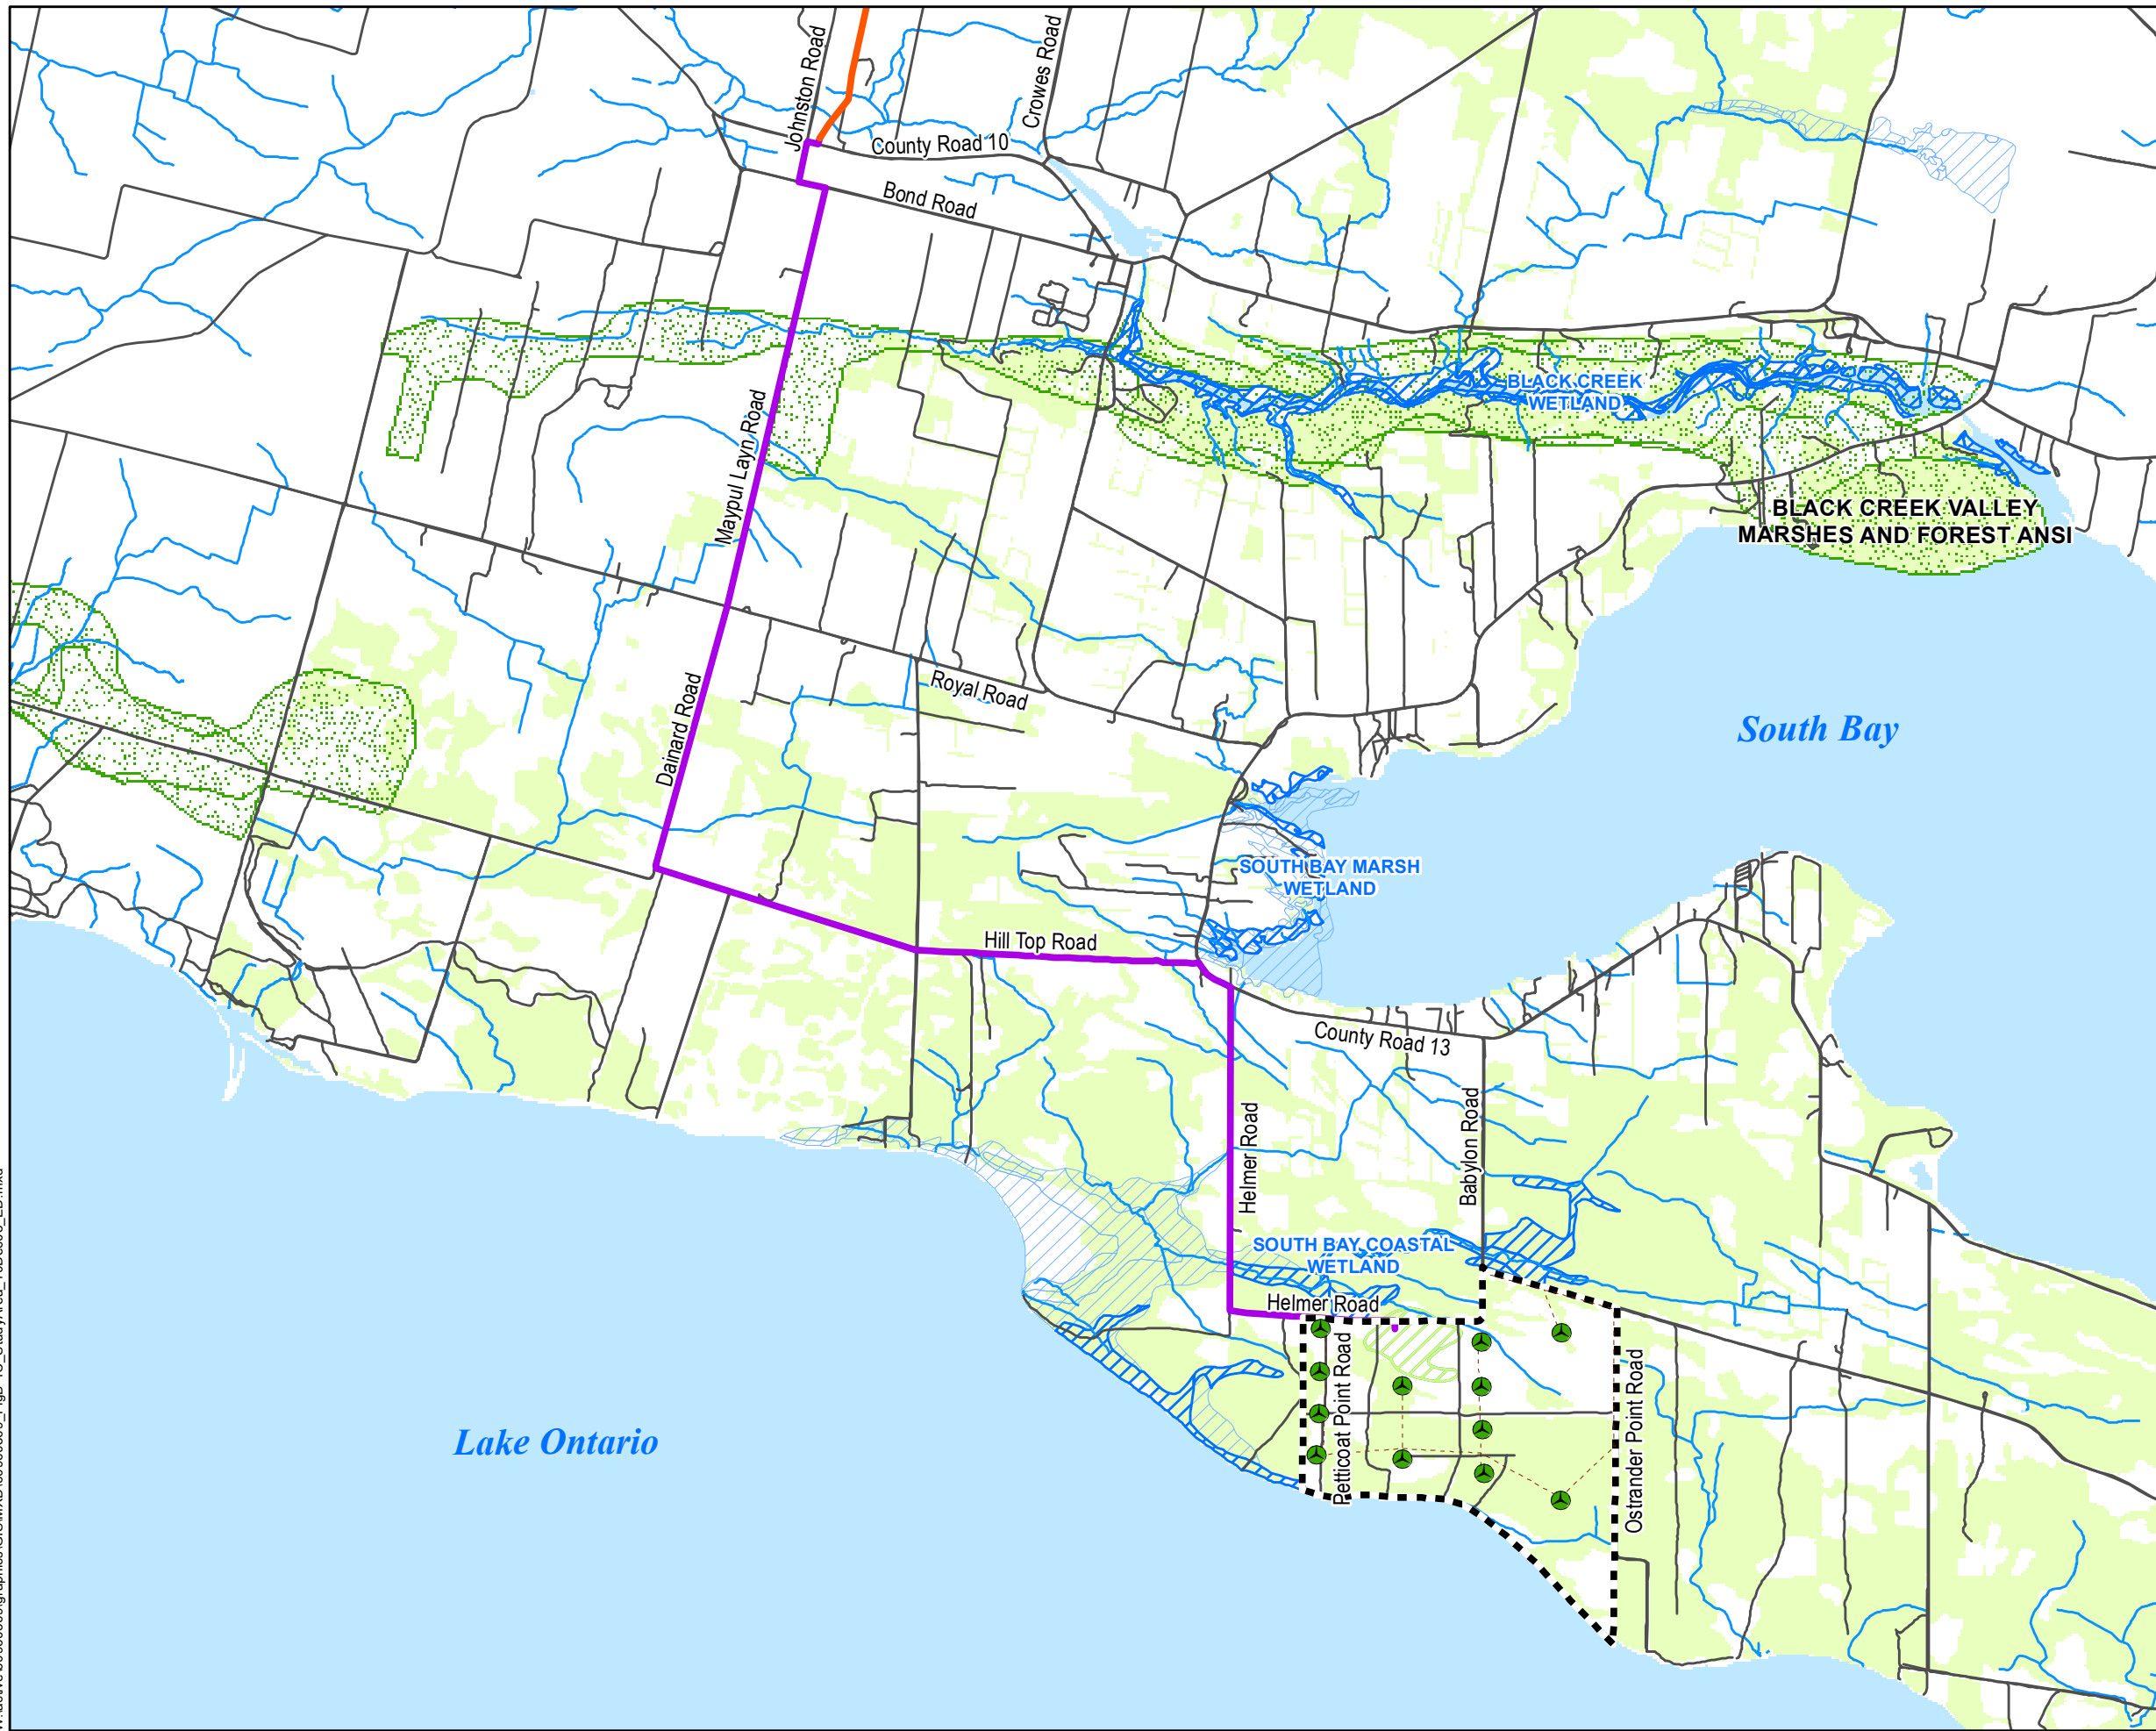 Johnston Road
Crowes Road
County Road 10
Bond Road
BLACK CREEK
WETLAND
Maypul Layn Road
BLACK CREEK VALLEY
MARSHES AND FOREST ANSI
Royal Road
Dainard Road
South Bay
SOUTH BAY MARSH
WETLAND
Hill Top Road
County Road 13
Helmer Road
Babylon Road
SOUTH BAY COASTAL
WETLAND
Helmer Road
Petticoat Point Road
Ostrander Point Road
Lake Ontario